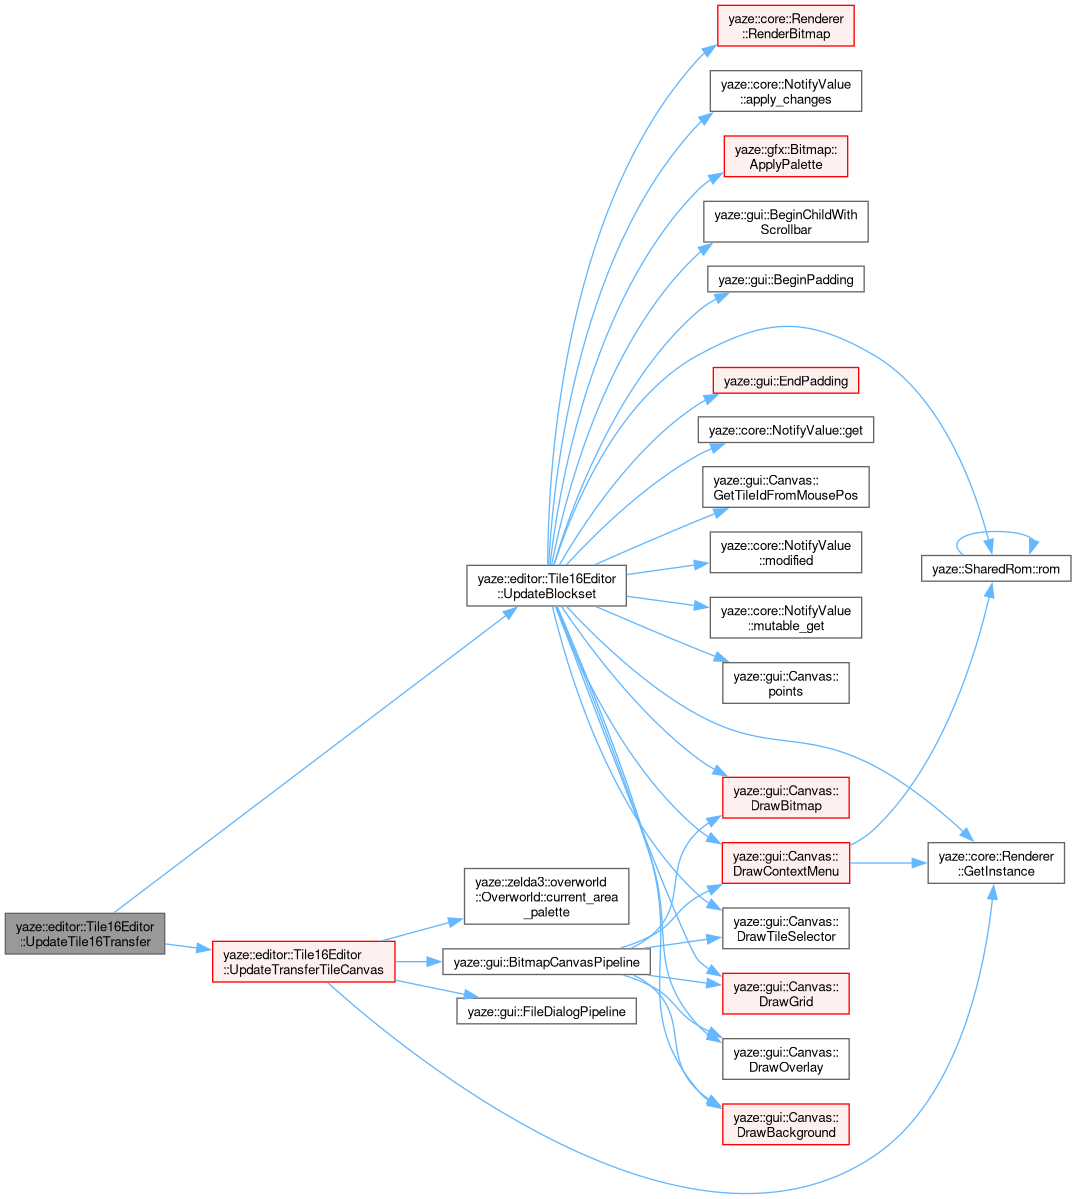 yaze::core::Renderer
::RenderBitmap
yaze::core::NotifyValue
::apply_changes
yaze::gfx::Bitmap::
ApplyPalette
yaze::gui::BeginChildWith
Scrollbar
yaze::gui::BeginPadding
yaze::gui::EndPadding
yaze::core::NotifyValue::get
yaze::gui::Canvas::
GetTileIdFromMousePos
yaze::core::NotifyValue
::modified
yaze::SharedRom::rom
yaze::editor::Tile16Editor
::UpdateBlockset
yaze::core::NotifyValue
::mutable_get
yaze::gui::Canvas::
points
yaze::gui::Canvas::
DrawBitmap
yaze::gui::Canvas::
DrawContextMenu
yaze::core::Renderer
::GetInstance
yaze::zelda3::overworld
::Overworld::current_area
_palette
yaze::editor::Tile16Editor
::UpdateTile16Transfer
yaze::gui::Canvas::
DrawTileSelector
yaze::editor::Tile16Editor
::UpdateTransferTileCanvas
yaze::gui::BitmapCanvasPipeline
yaze::gui::Canvas::
DrawGrid
yaze::gui::FileDialogPipeline
yaze::gui::Canvas::
DrawOverlay
yaze::gui::Canvas::
DrawBackground